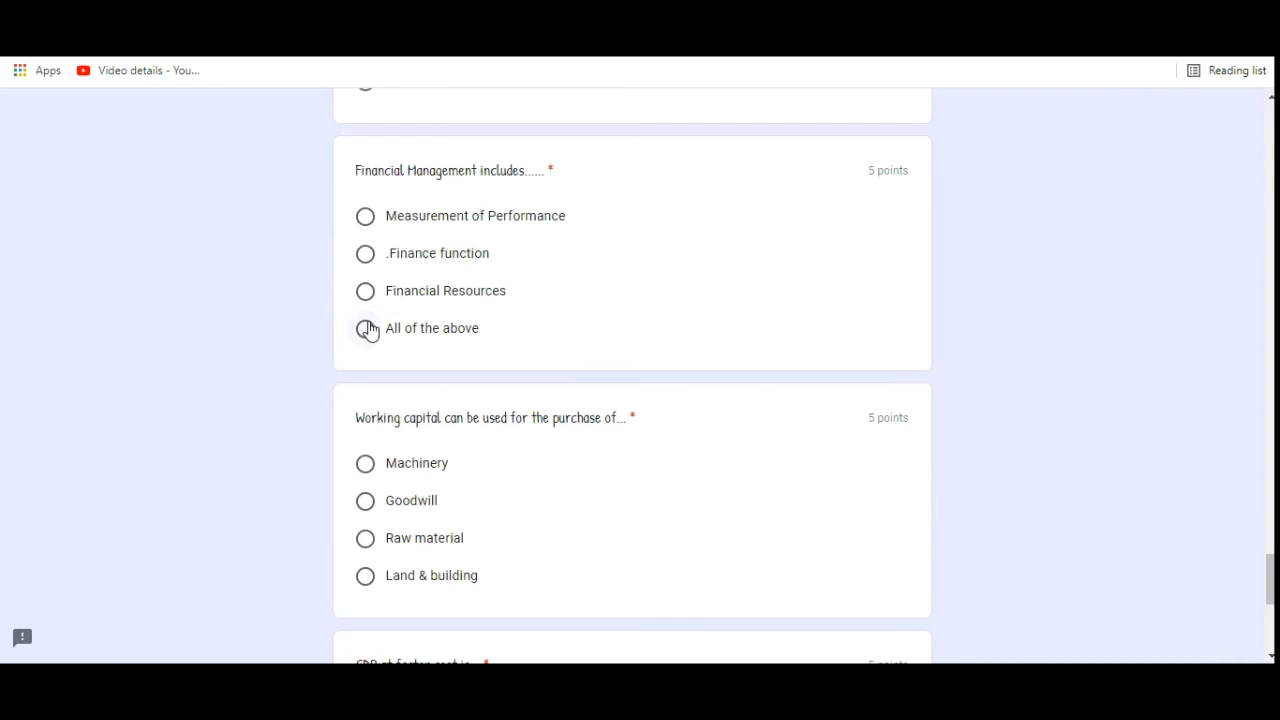 Apps Video details - You... Reading list
Financial Management includes...... * 5 points
Measurement of Performance
.Finance function
Financial Resources
All of the above
Working capital can be used for the purchase of... * 5 points
Machinery
Goodwill
Raw material
Land & building